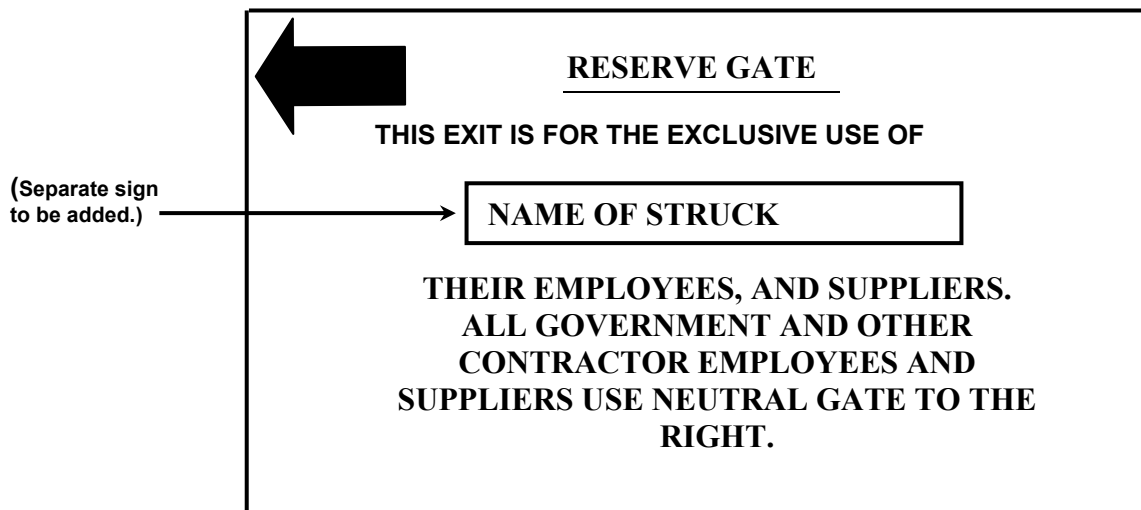 RESERVE GATE
THIS EXIT IS FOR THE EXCLUSIVE USE OF
(Separate sign
to be added.)
NAME OF STRUCK
THEIR EMPLOYEES, AND SUPPLIERS.
ALL GOVERNMENT AND OTHER
CONTRACTOR EMPLOYEES AND
SUPPLIERS USE NEUTRAL GATE TO THE
RIGHT.